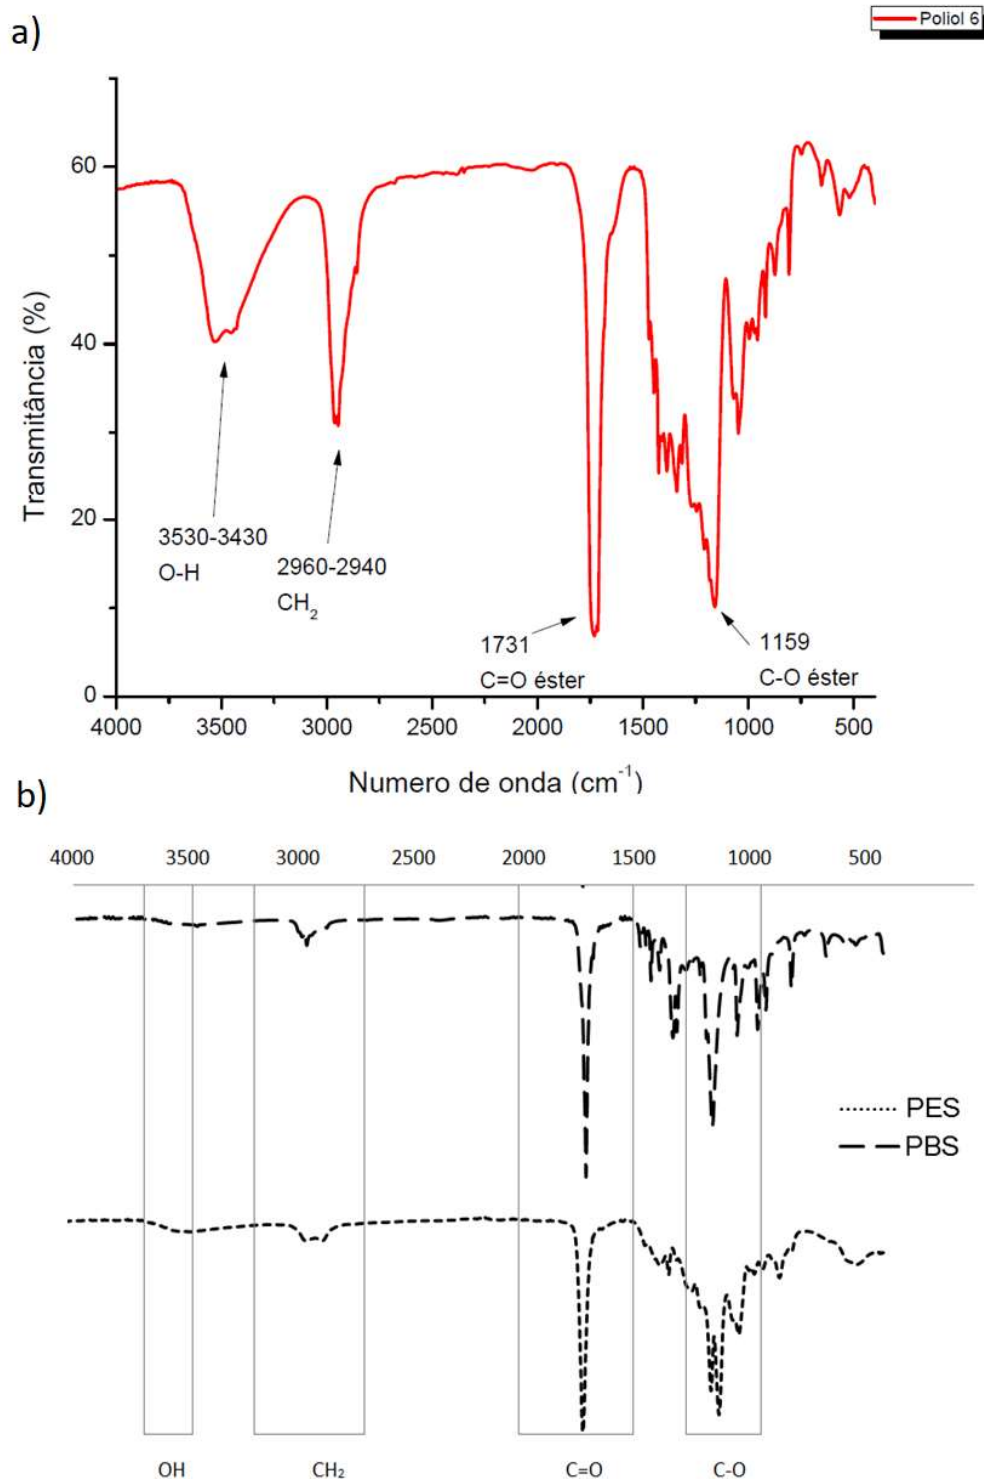 a)
Poliol 6
60
40
20
0
Transmitância (%)
3530-3430
O-H
2960-2940
CH2
1731
C=O éster
1159
C-O éster
4000 3500 3000 2500 2000 1500 1000 500
Numero de onda (cm-1)
b)
4000 3500 3000 2500 2000 1500 1000 500
PES
PBS
OH CH2 C=O C-O